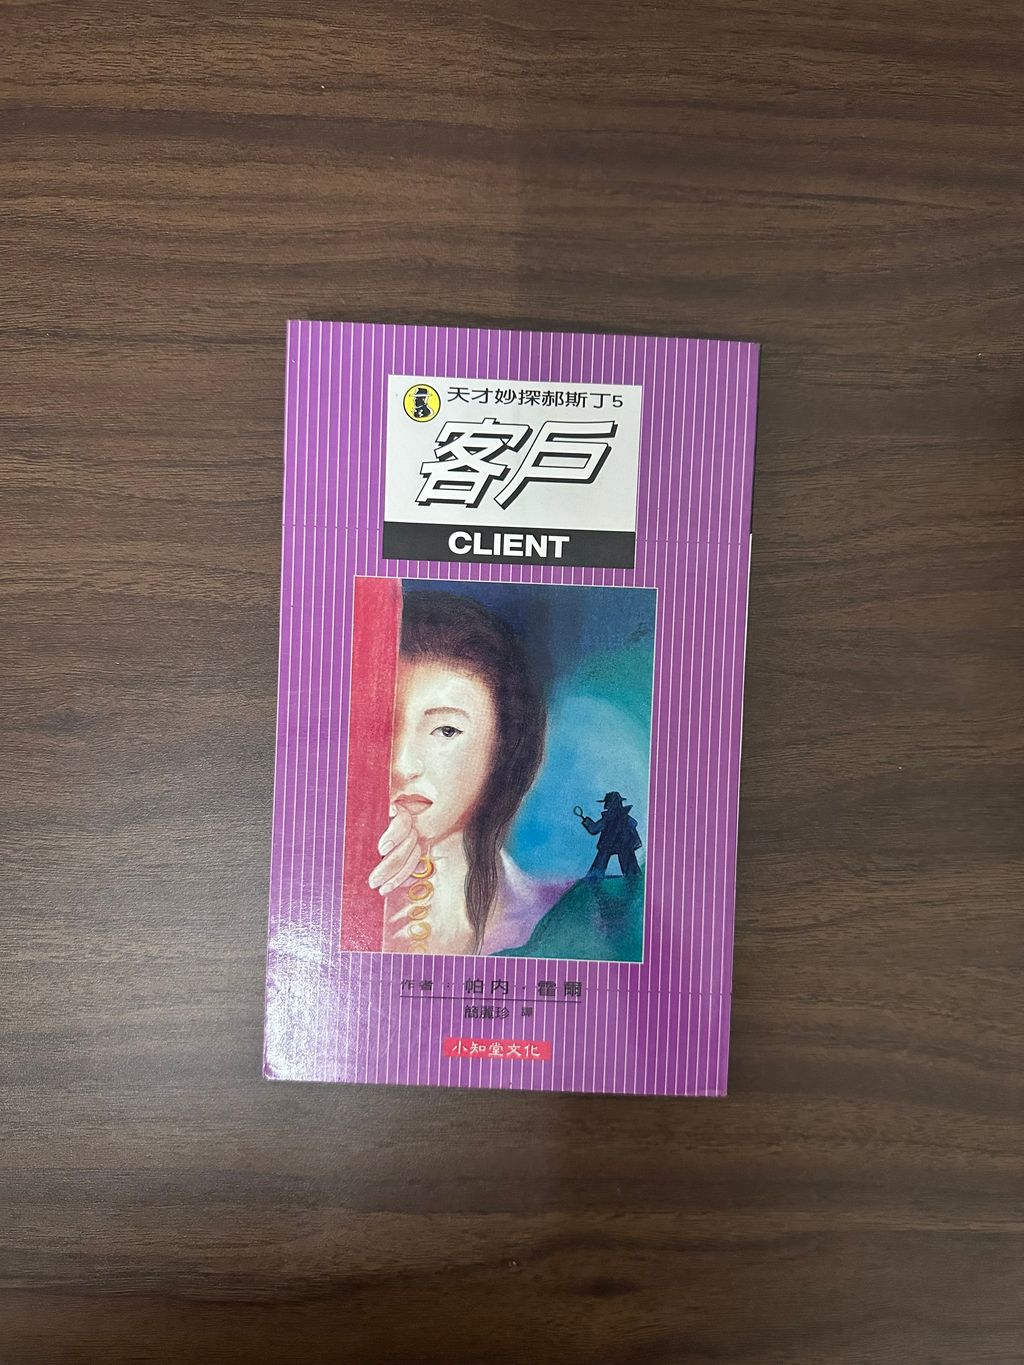 天才妙探郝斯丁5
客戶
CLIENT
作者：帕內．霍爾
簡麗珍 譯
小知堂文化